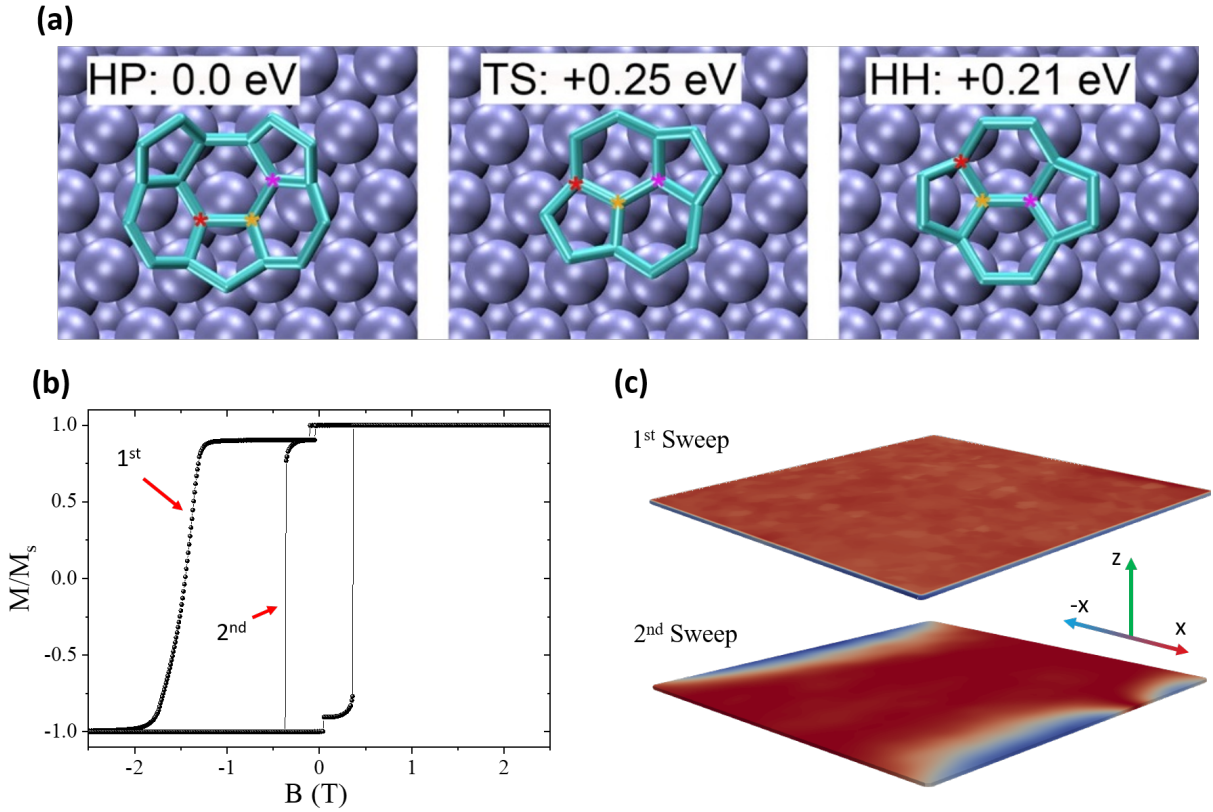 (a)
HP: 0.0 eV
TS: +0.25 eV
HH: +0.21 eV
(b)
1.0
0.5
0.0
-0.5
-1.0
M/Ms
1st
2nd
-2
-1
0
1
2
B (T)
(c)
1st Sweep
2nd Sweep
z
-x
x